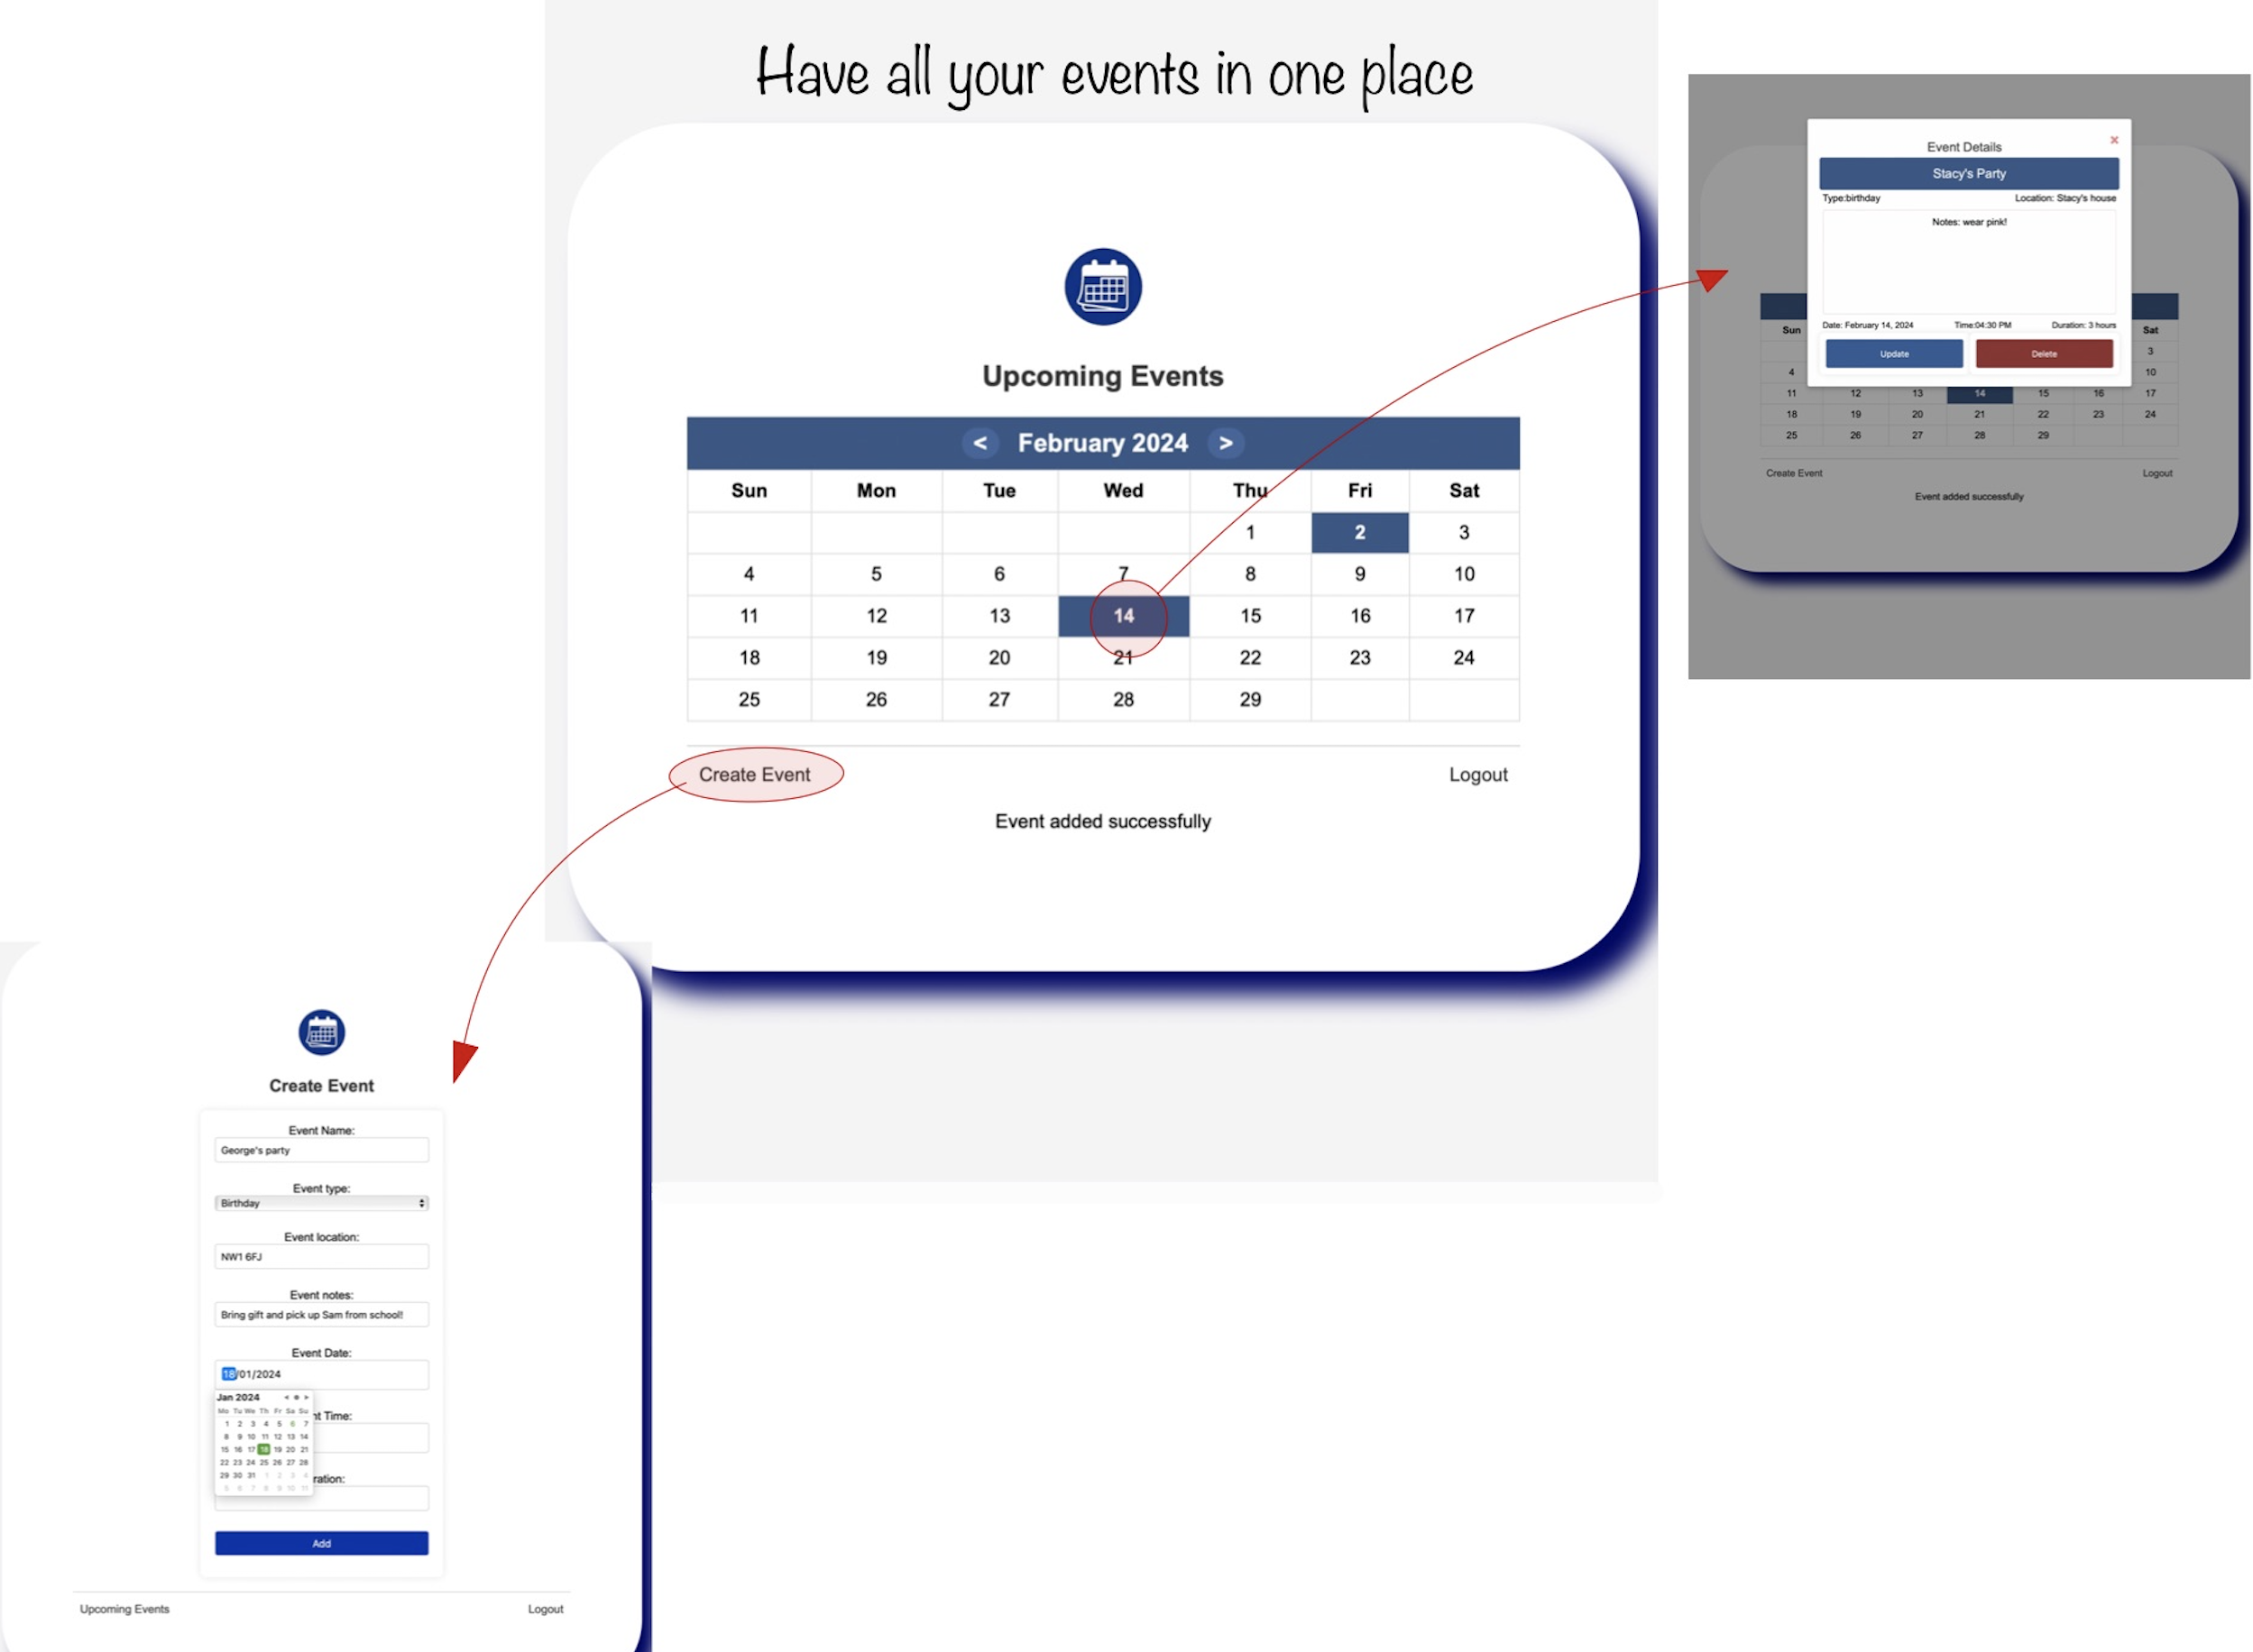 Have all your events in one place
Upcoming Events
< February 2024 >
Sun Mon Tue Wed Thu Fri Sat
1 2 3
4 5 6 7 8 9 10
11 12 13 14 15 16 17
18 19 20 21 22 23 24
25 26 27 28 29
Create Event Logout
Event added successfully
Event Details
Stacy's Party
Type:birthday Location: Stacy's house
Notes: wear pink!
Date: February 14, 2024 Time:04:30 PM Duration: 3 hours
Update Delete
Sun Sat
3
4 10
11 12 13 14 15 16 17
18 19 20 21 22 23 24
25 26 27 28 29
Create Event Logout
Event added successfully
Create Event
Event Name:
George's party
Event type:
Birthday
Event location:
NW1 6FJ
Event notes:
Bring gift and pick up Sam from school!
Event Date:
18/01/2024
Jan 2024
Mo Tu We Th Fr Sa Su
1 2 3 4 5 6 7
8 9 10 11 12 13 14
15 16 17 18 19 20 21
22 23 24 25 26 27 28
29 30 31 1 2 3 4
5 6 7 8 9 10 11
nt Time:
ration:
Add
Upcoming Events Logout